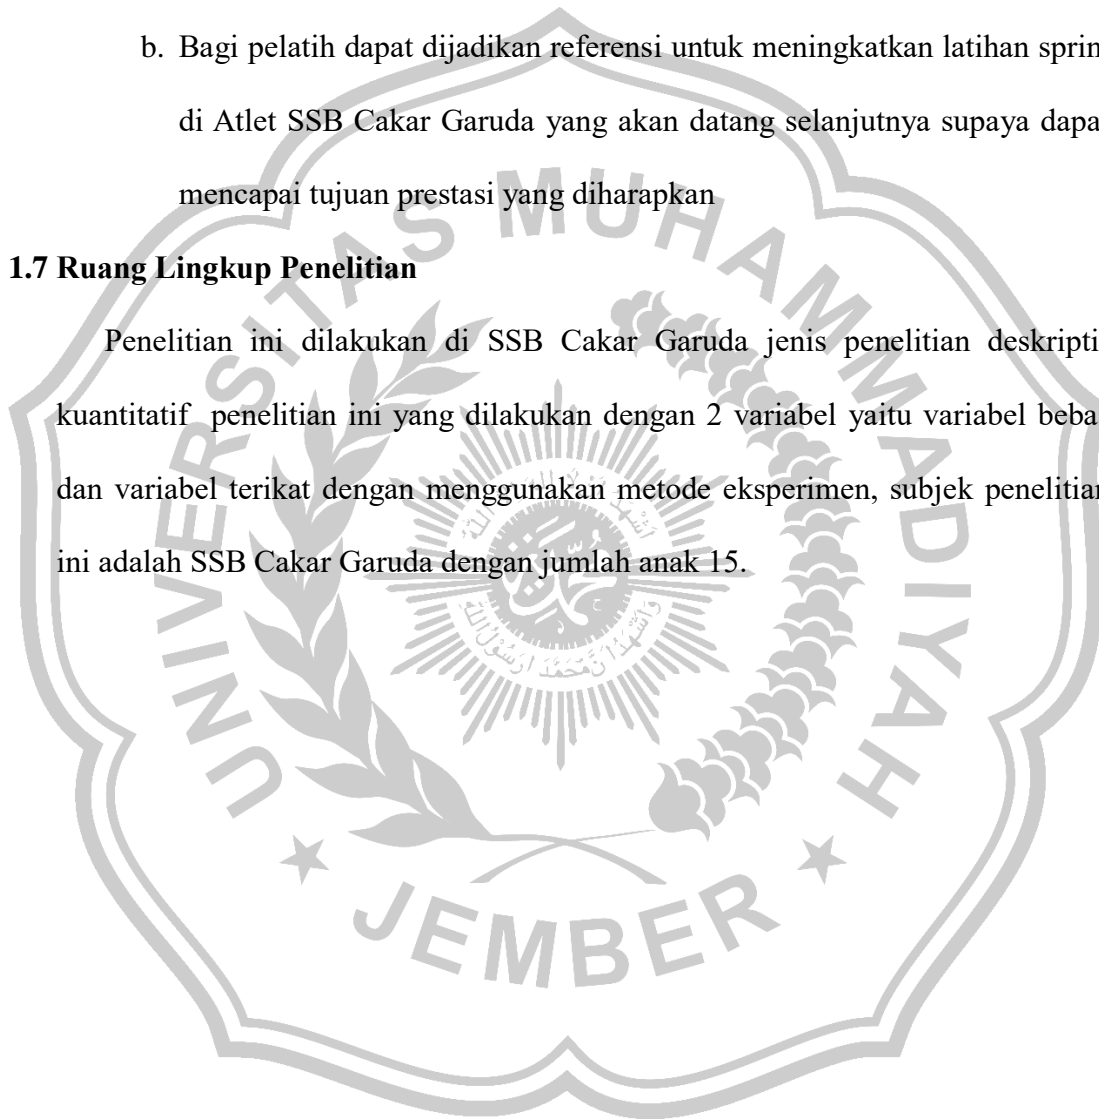 b. Bagi pelatih dapat dijadikan referensi untuk meningkatkan latihan sprin
di Atlet SSB Cakar Garuda yang akan datang selanjutnya supaya dapa
mencapai tujuan prestasi yang diharapkan
1.7 Ruang Lingkup Penelitian
Penelitian ini dilakukan di SSB Cakar Garuda jenis penelitian deskripti
kuantitatif penelitian ini yang dilakukan dengan 2 variabel yaitu variabel beba
dan variabel terikat dengan menggunakan metode eksperimen, subjek penelitian
ini adalah SSB Cakar Garuda dengan jumlah anak 15.
UNIVERSITAS MUHAMMADIYAH
JEMBER